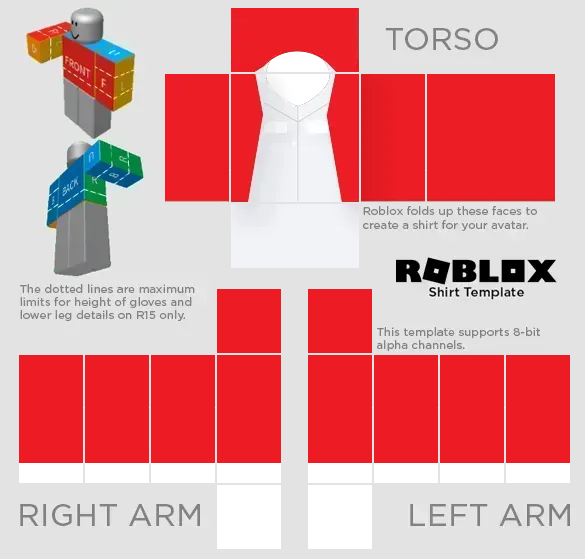 TORSO
FRONT
F
L
U
BACK
R
B
Roblox folds up these faces to
create a shirt for your avatar.
ROBLOX
Shirt Template
The dotted lines are maximum
limits for height of gloves and
lower leg details on R15 only.
This template supports 8-bit
alpha channels.
RIGHT ARM
LEFT ARM